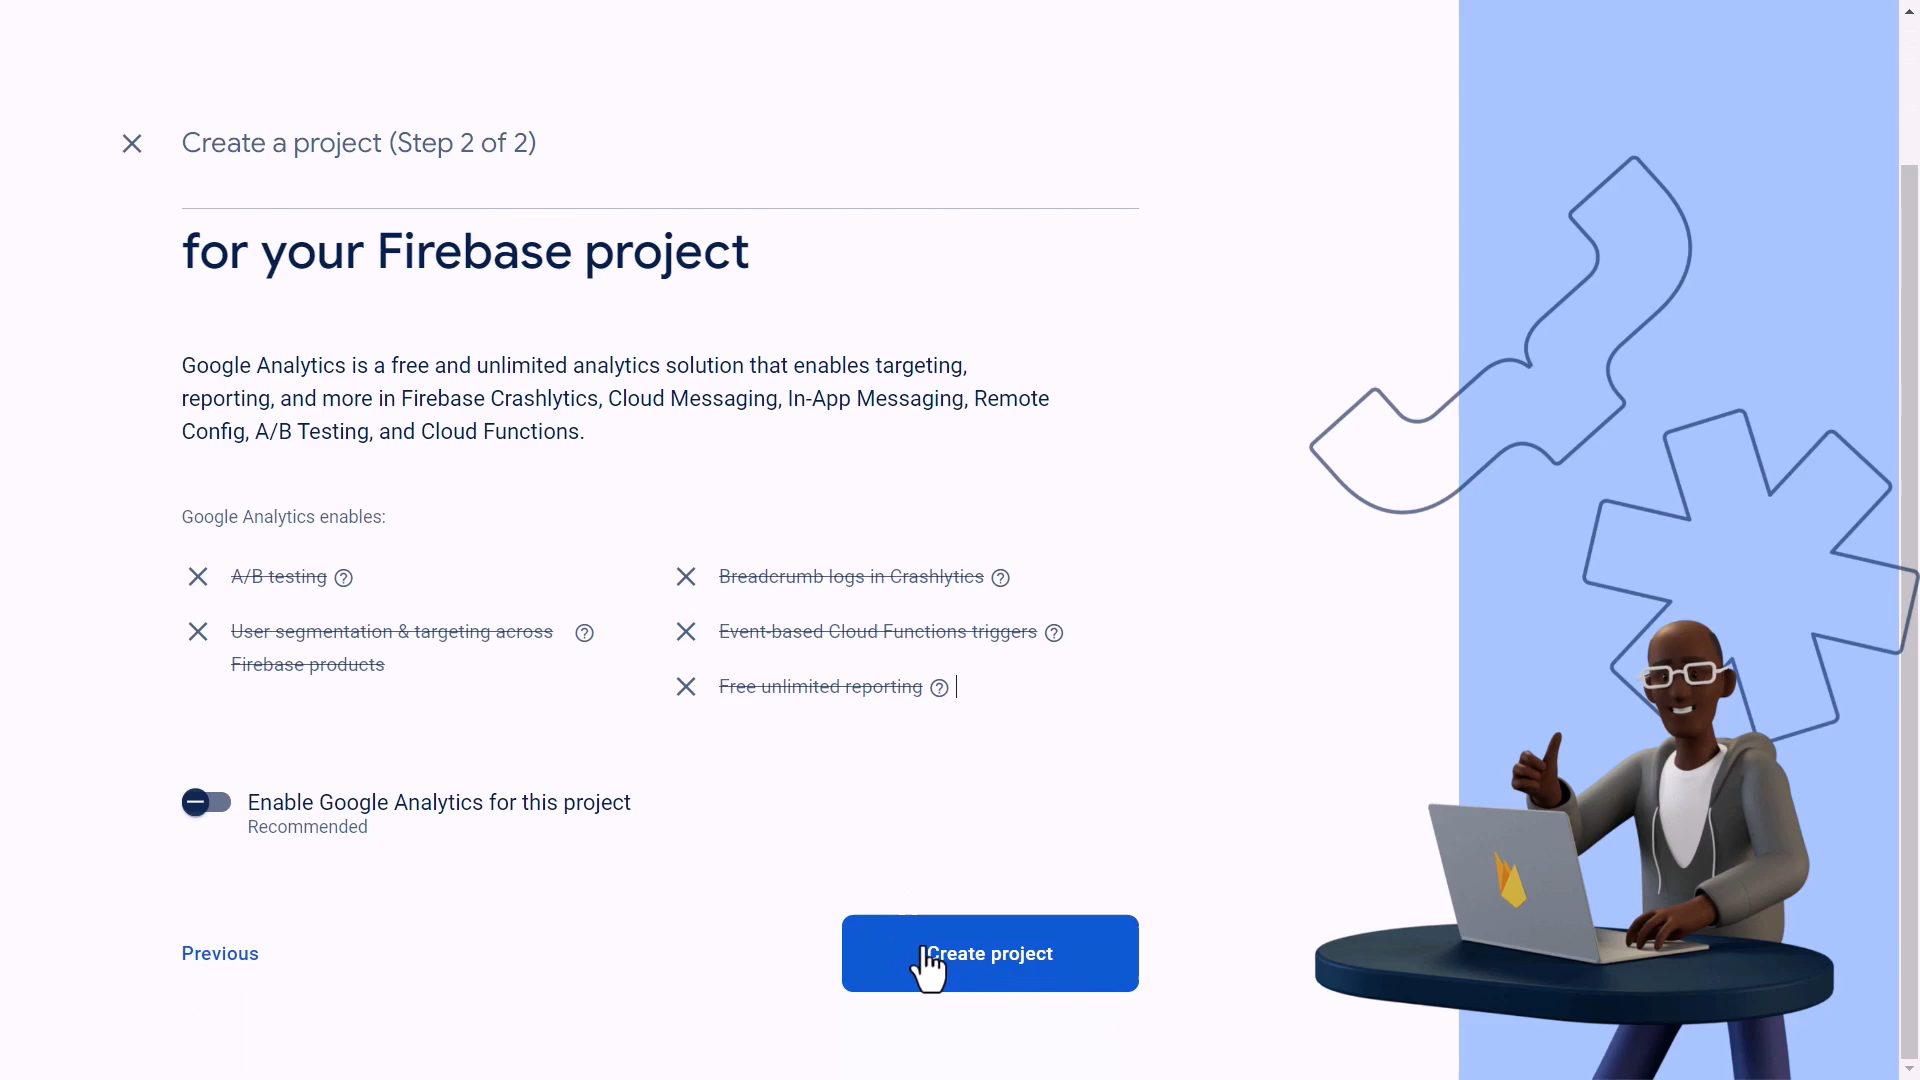 Create a project (Step 2 of 2)
for your Firebase project
Google Analytics is a free and unlimited analytics solution that enables targeting,
reporting, and more in Firebase Crashlytics, Cloud Messaging, In-App Messaging, Remote
Config, A/B Testing, and Cloud Functions.
Google Analytics enables:
A/B testing
User segmentation & targeting across
Firebase products
Breadcrumb logs in Crashlytics
Event-based Cloud Functions triggers
Free unlimited reporting
Enable Google Analytics for this project
Recommended
Previous
Create project